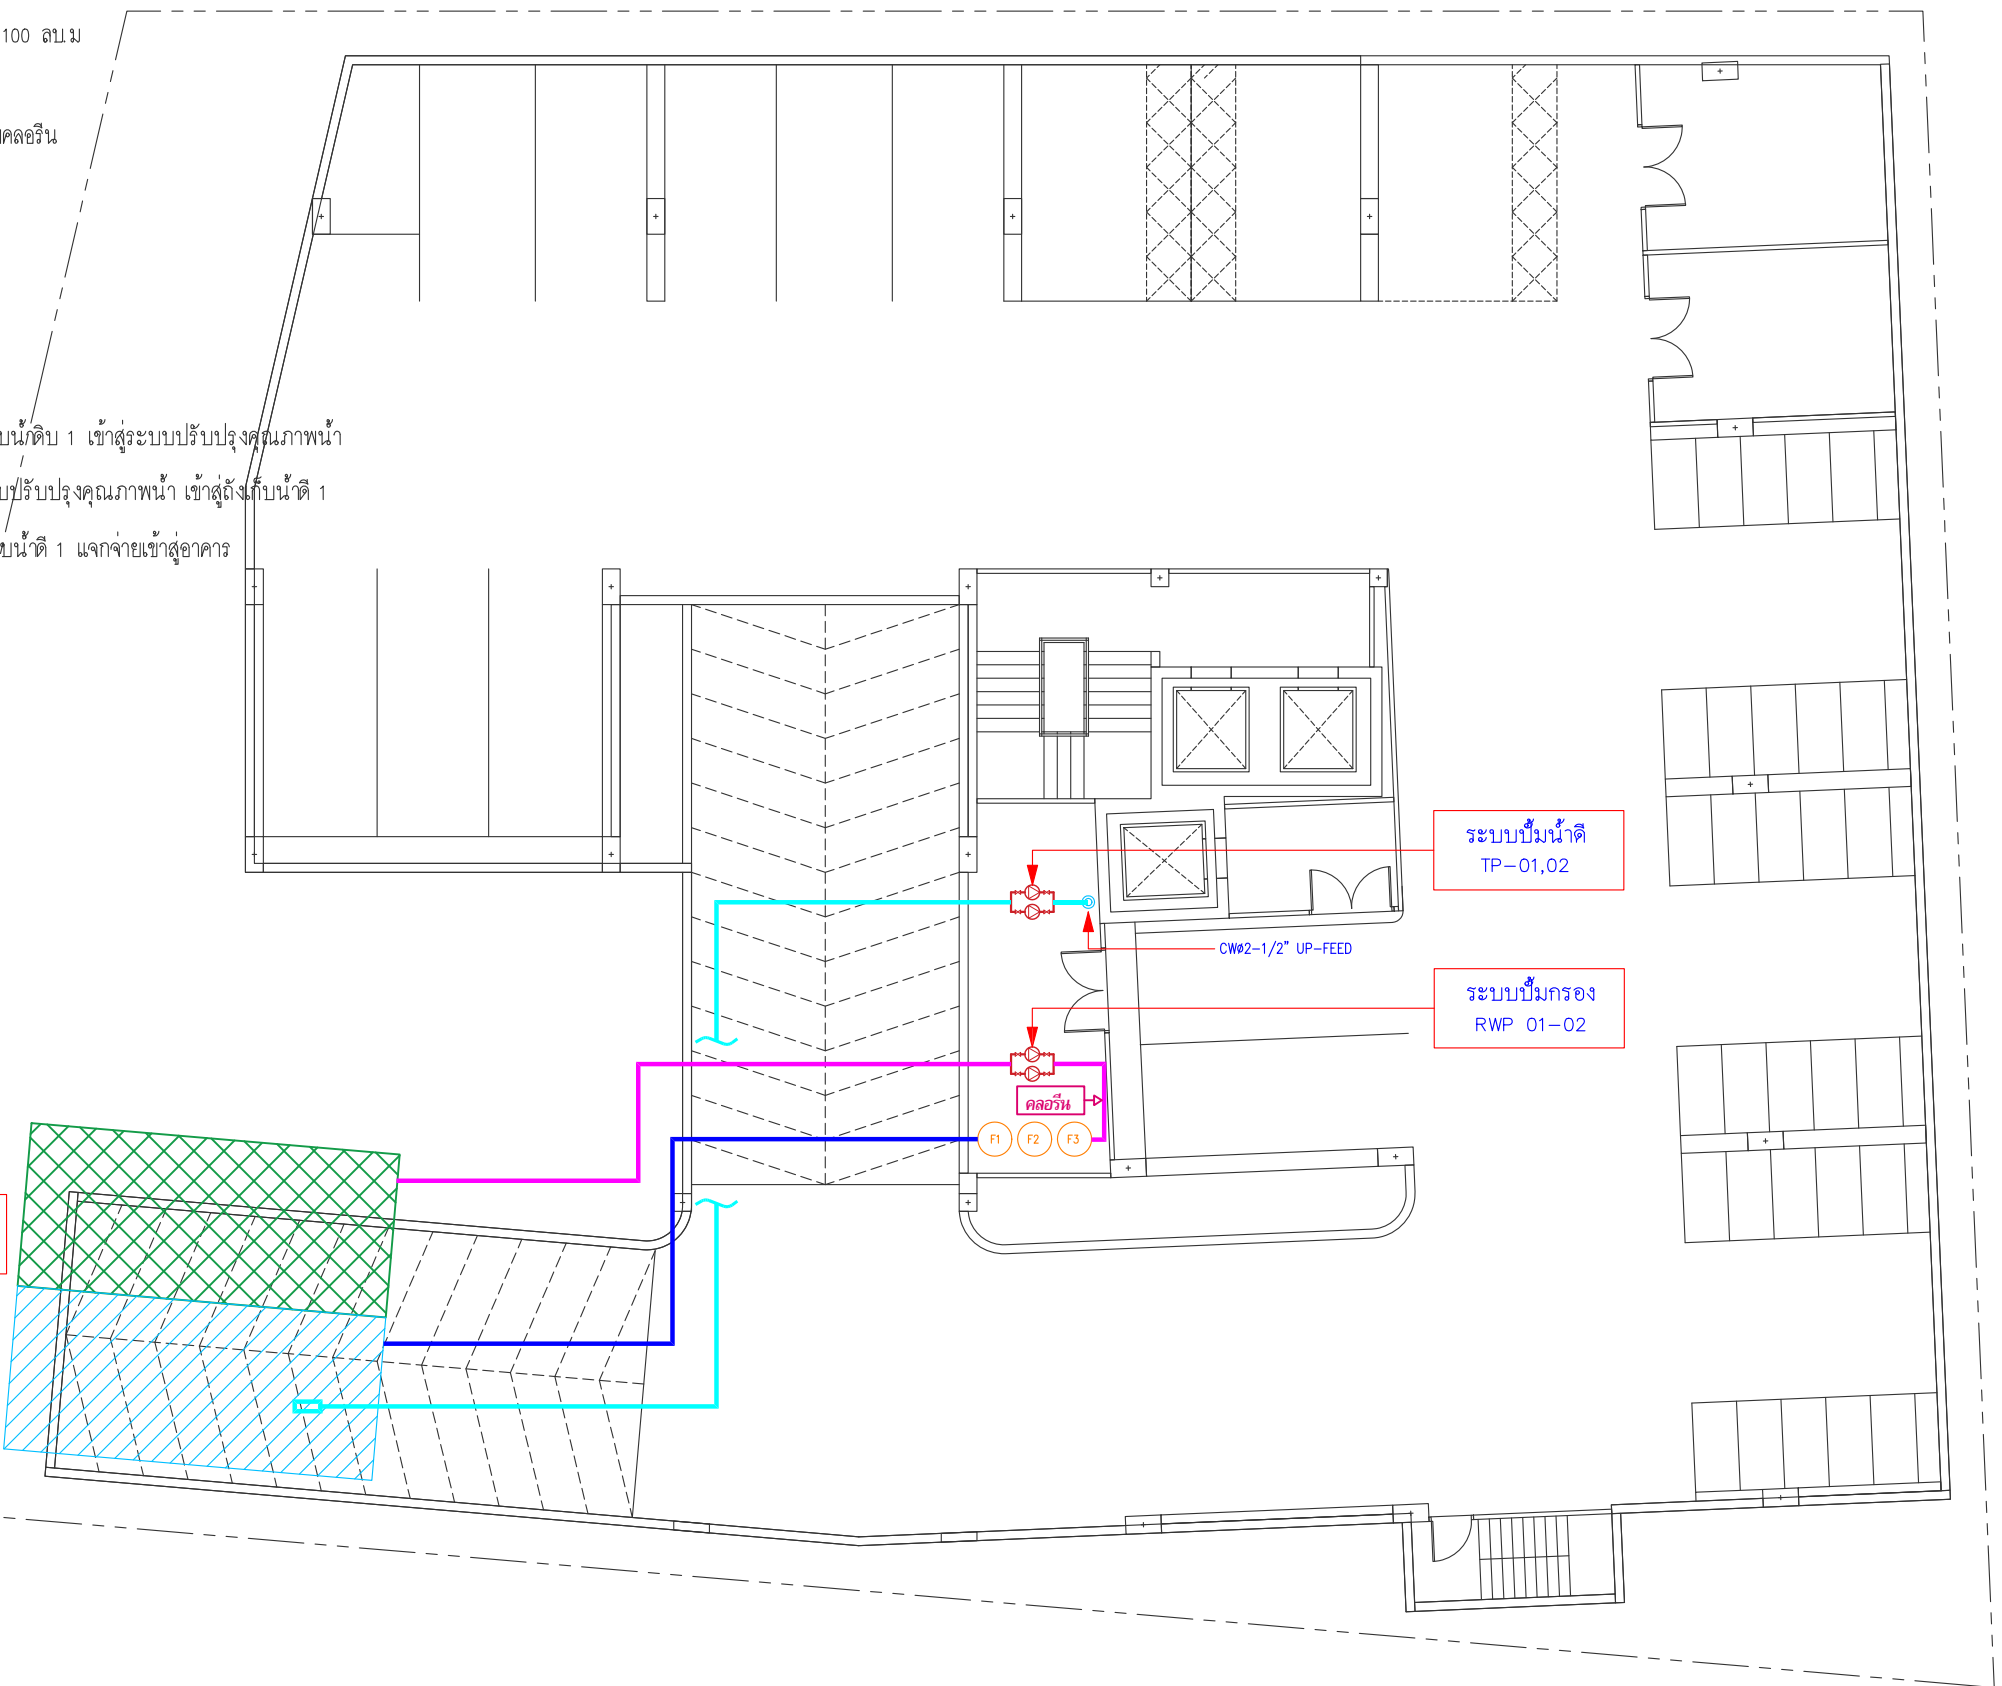 100 ลบ.ม
คลอรีน
บน้ำดิบ 1 เข้าสู่ระบบปรับปรุงคุณภาพน้ำ
ปรับปรุงคุณภาพน้ำ เข้าสู่ถังเก็บน้ำดี 1
บน้ำดี 1 แจกจ่ายเข้าสู่อาคาร
ระบบปั๊มน้ำดี
TP-01,02
CWø2-1/2" UP-FEED
ระบบปั๊มกรอง
RWP 01-02
คลอรีน
F1 F2 F3